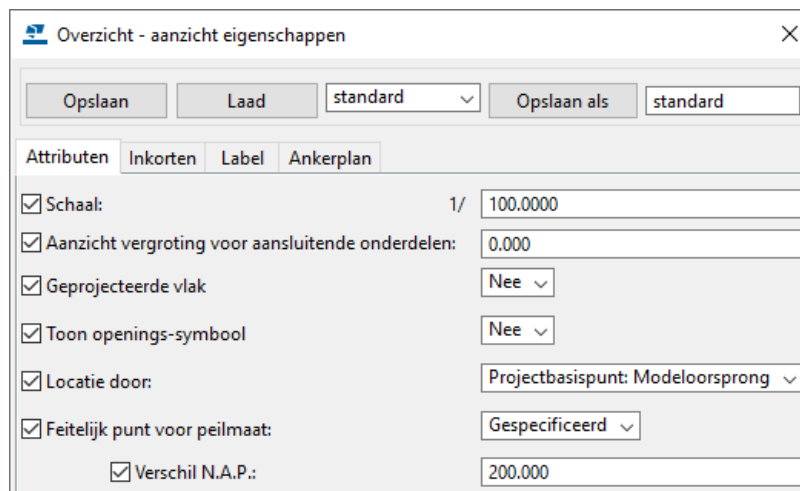 Overzicht - aanzicht eigenschappen
Opslaan Laad standard Opslaan als standard
Attributen Inkorten Label Ankerplan
Schaal: 1/ 100.0000
Aanzicht vergroting voor aansluitende onderdelen: 0.000
Geprojecteerde vlak Nee
Toon openings-symbool Nee
Locatie door: Projectbasispunt: Modeloorsprong
Feitelijk punt voor peilmaat: Gespecificeerd
Verschil N.A.P.: 200.000